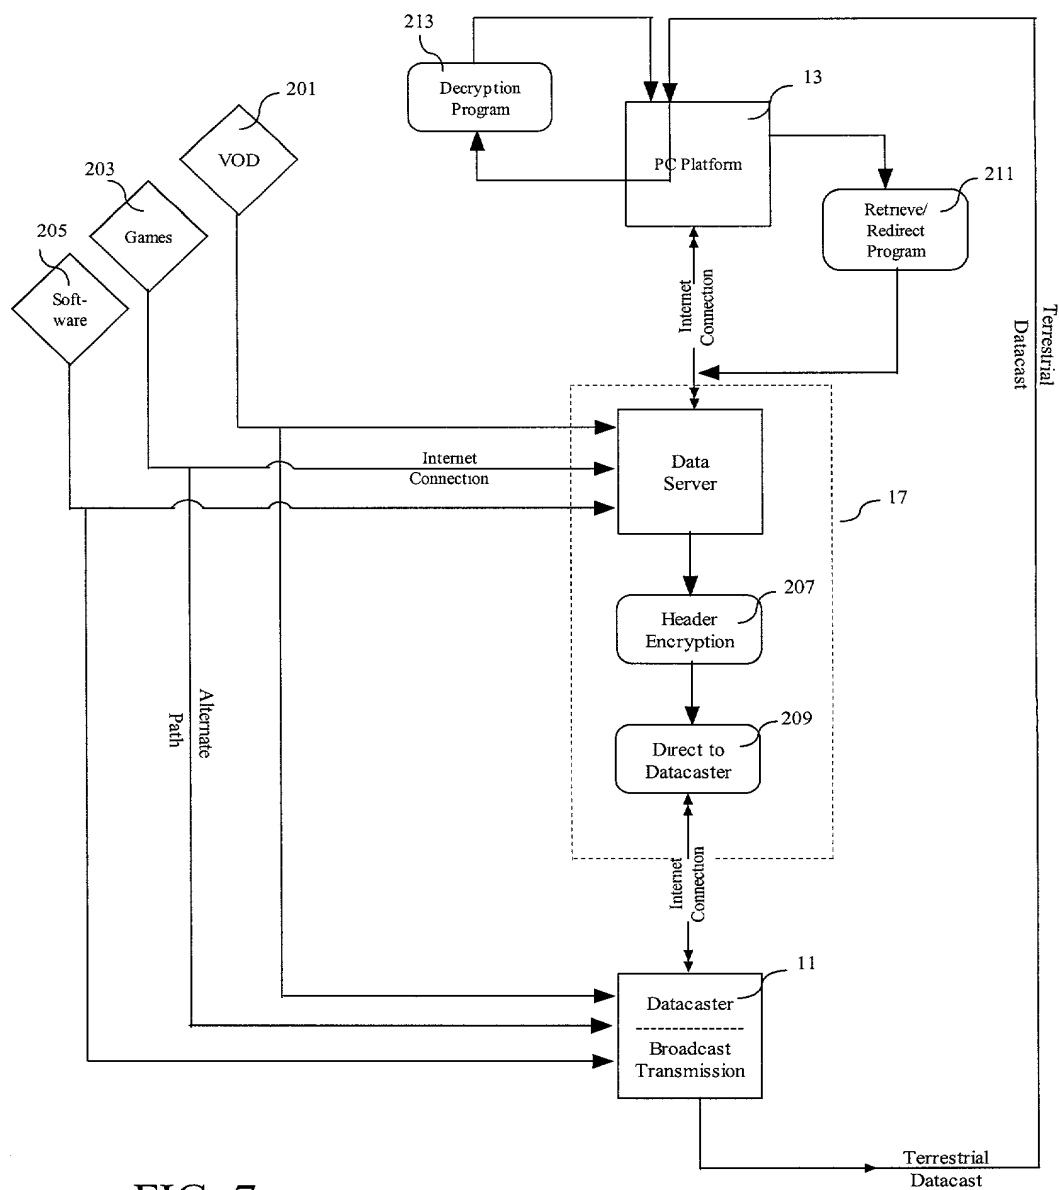 213
Decryption
Program
13
PC Platform
201
VOD
203
Games
205
Soft-
ware
211
Retrieve/
Redirect
Program
Internet
Connection
Terrestrial
Datacast
Internet
Connection
Data
Server
17
207
Header
Encryption
209
Direct to
Datacaster
Alternate
Path
Internet
Connection
11
Datacaster
Broadcast
Transmission
Terrestrial
Datacast
FIG. 7